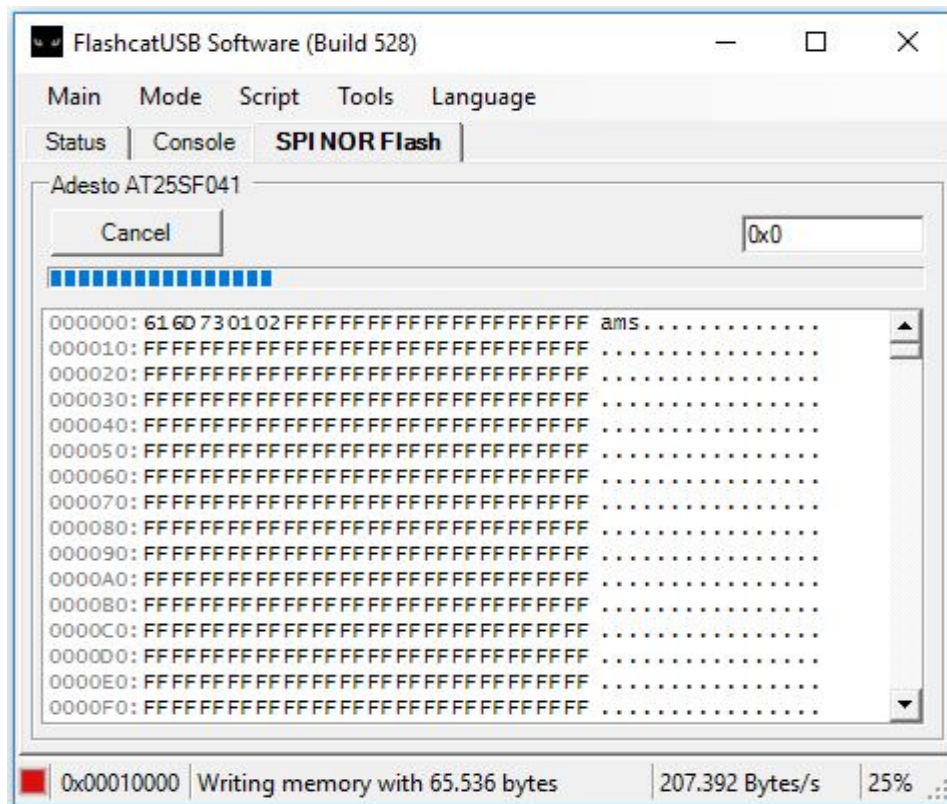 FlashcatUSB Software (Build 528)
Main Mode Script Tools Language
Status Console SPI NOR Flash
Adesto AT25SF041
Cancel 0x0
000000:616D730102FFFFFFFFFFFFFFFFFFFFFF ams.............
000010:FFFFFFFFFFFFFFFFFFFFFFFFFFFFFFFF ................
000020:FFFFFFFFFFFFFFFFFFFFFFFFFFFFFFFF ................
000030:FFFFFFFFFFFFFFFFFFFFFFFFFFFFFFFF ................
000040:FFFFFFFFFFFFFFFFFFFFFFFFFFFFFFFF ................
000050:FFFFFFFFFFFFFFFFFFFFFFFFFFFFFFFF ................
000060:FFFFFFFFFFFFFFFFFFFFFFFFFFFFFFFF ................
000070:FFFFFFFFFFFFFFFFFFFFFFFFFFFFFFFF ................
000080:FFFFFFFFFFFFFFFFFFFFFFFFFFFFFFFF ................
000090:FFFFFFFFFFFFFFFFFFFFFFFFFFFFFFFF ................
0000A0:FFFFFFFFFFFFFFFFFFFFFFFFFFFFFFFF ................
0000B0:FFFFFFFFFFFFFFFFFFFFFFFFFFFFFFFF ................
0000C0:FFFFFFFFFFFFFFFFFFFFFFFFFFFFFFFF ................
0000D0:FFFFFFFFFFFFFFFFFFFFFFFFFFFFFFFF ................
0000E0:FFFFFFFFFFFFFFFFFFFFFFFFFFFFFFFF ................
0000F0:FFFFFFFFFFFFFFFFFFFFFFFFFFFFFFFF ................
0x00010000 Writing memory with 65.536 bytes 207.392 Bytes/s 25%